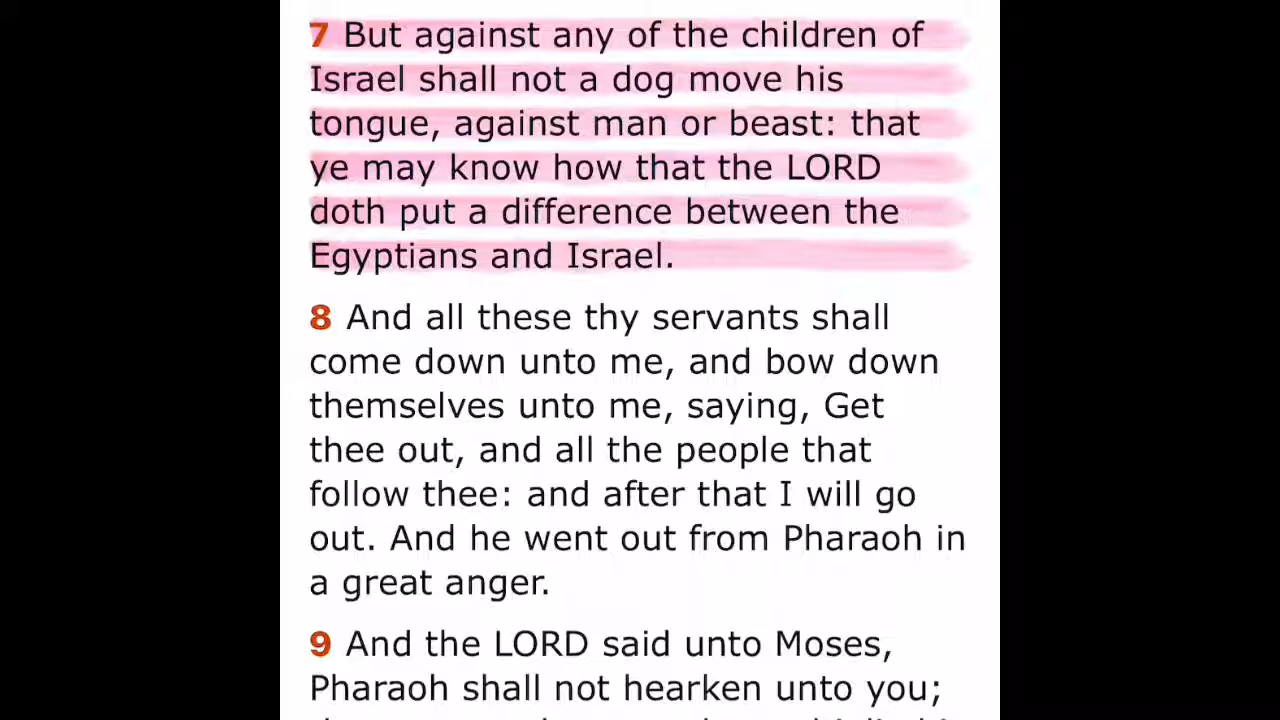 7 But against any of the children of
Israel shall not a dog move his
tongue, against man or beast: that
ye may know how that the LORD
doth put a difference between the
Egyptians and Israel.
8 And all these thy servants shall
come down unto me, and bow down
themselves unto me, saying, Get
thee out, and all the people that
follow thee: and after that I will go
out. And he went out from Pharaoh in
a great anger.
9 And the LORD said unto Moses,
Pharaoh shall not hearken unto you;